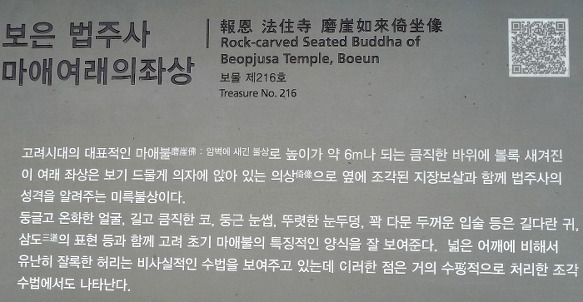 보은 법주사
마애여래의좌상
報恩 法住寺 磨崖如來倚坐像
Rock-carved Seated Buddha of
Beopjusa Temple, Boeun
보물 제216호
Treasure No. 216
고려시대의 대표적인 마애불磨崖佛 : 암벽에 새긴 불상로 높이가 약 6m나 되는 큼직한 바위에 볼록 새겨진
이 여래 좌상은 보기 드물게 의자에 앉아 있는 의상倚像으로 옆에 조각된 지장보살과 함께 법주사의
성격을 알려주는 미륵불상이다.
둥글고 온화한 얼굴, 길고 큼직한 코, 둥근 눈썹, 뚜렷한 눈두덩, 꽉 다문 두꺼운 입술 등은 길다란 귀,
삼도三道의 표현 등과 함께 고려 초기 마애불의 특징적인 양식을 잘 보여준다. 넓은 어깨에 비해서
유난히 잘록한 허리는 비사실적인 수법을 보여주고 있는데 이러한 점은 거의 수평적으로 처리한 조각
수법에서도 나타난다.